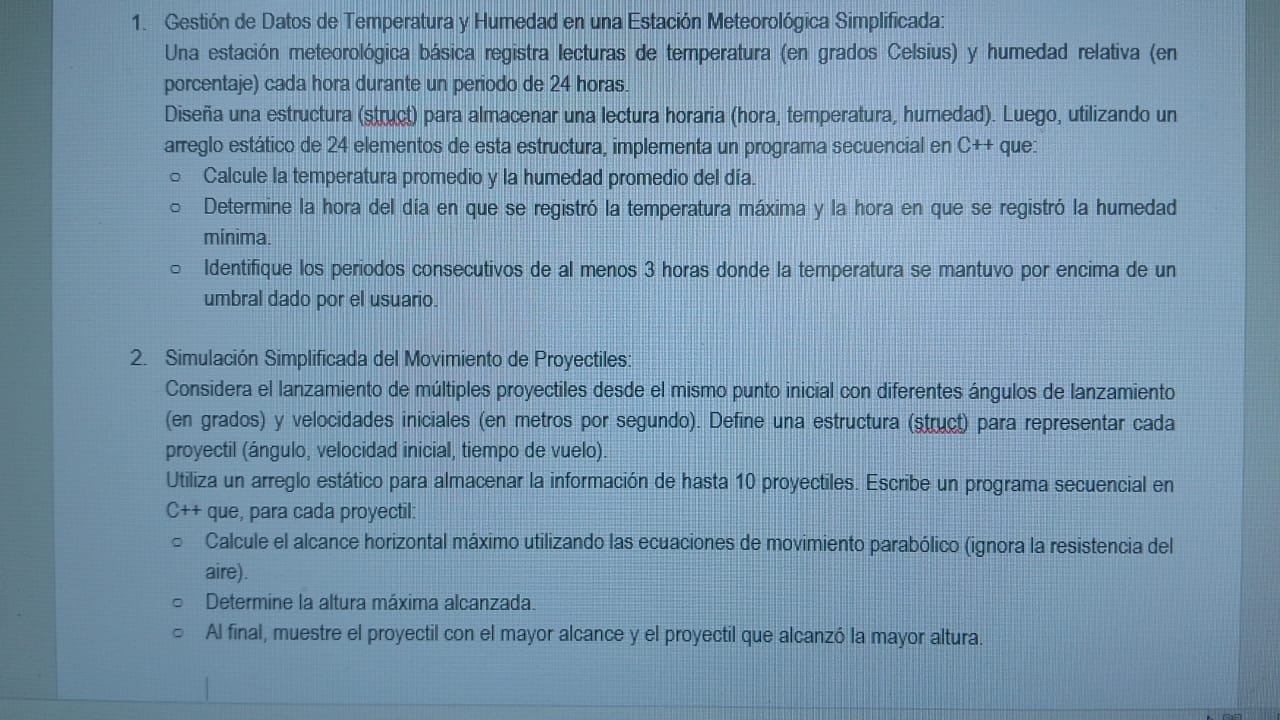 1. Gestión de Datos de Temperatura y Humedad en una Estación Meteorológica Simplificada:
Una estación meteorológica básica registra lecturas de temperatura (en grados Celsius) y humedad relativa (en
porcentaje) cada hora durante un periodo de 24 horas.
Diseña una estructura (struct) para almacenar una lectura horaria (hora, temperatura, humedad). Luego, utilizando un
arreglo estático de 24 elementos de esta estructura, implementa un programa secuencial en C++ que:
○ Calcule la temperatura promedio y la humedad promedio del día.
○ Determine la hora del día en que se registró la temperatura máxima y la hora en que se registró la humedad
mínima.
○ Identifique los periodos consecutivos de al menos 3 horas donde la temperatura se mantuvo por encima de un
umbral dado por el usuario.
2. Simulación Simplificada del Movimiento de Proyectiles:
Considera el lanzamiento de múltiples proyectiles desde el mismo punto inicial con diferentes ángulos de lanzamiento
(en grados) y velocidades iniciales (en metros por segundo). Define una estructura (struct) para representar cada
proyectil (ángulo, velocidad inicial, tiempo de vuelo).
Utiliza un arreglo estático para almacenar la información de hasta 10 proyectiles. Escribe un programa secuencial en
C++ que, para cada proyectil:
○ Calcule el alcance horizontal máximo utilizando las ecuaciones de movimiento parabólico (ignora la resistencia del
aire).
○ Determine la altura máxima alcanzada.
○ Al final, muestre el proyectil con el mayor alcance y el proyectil que alcanzó la mayor altura.